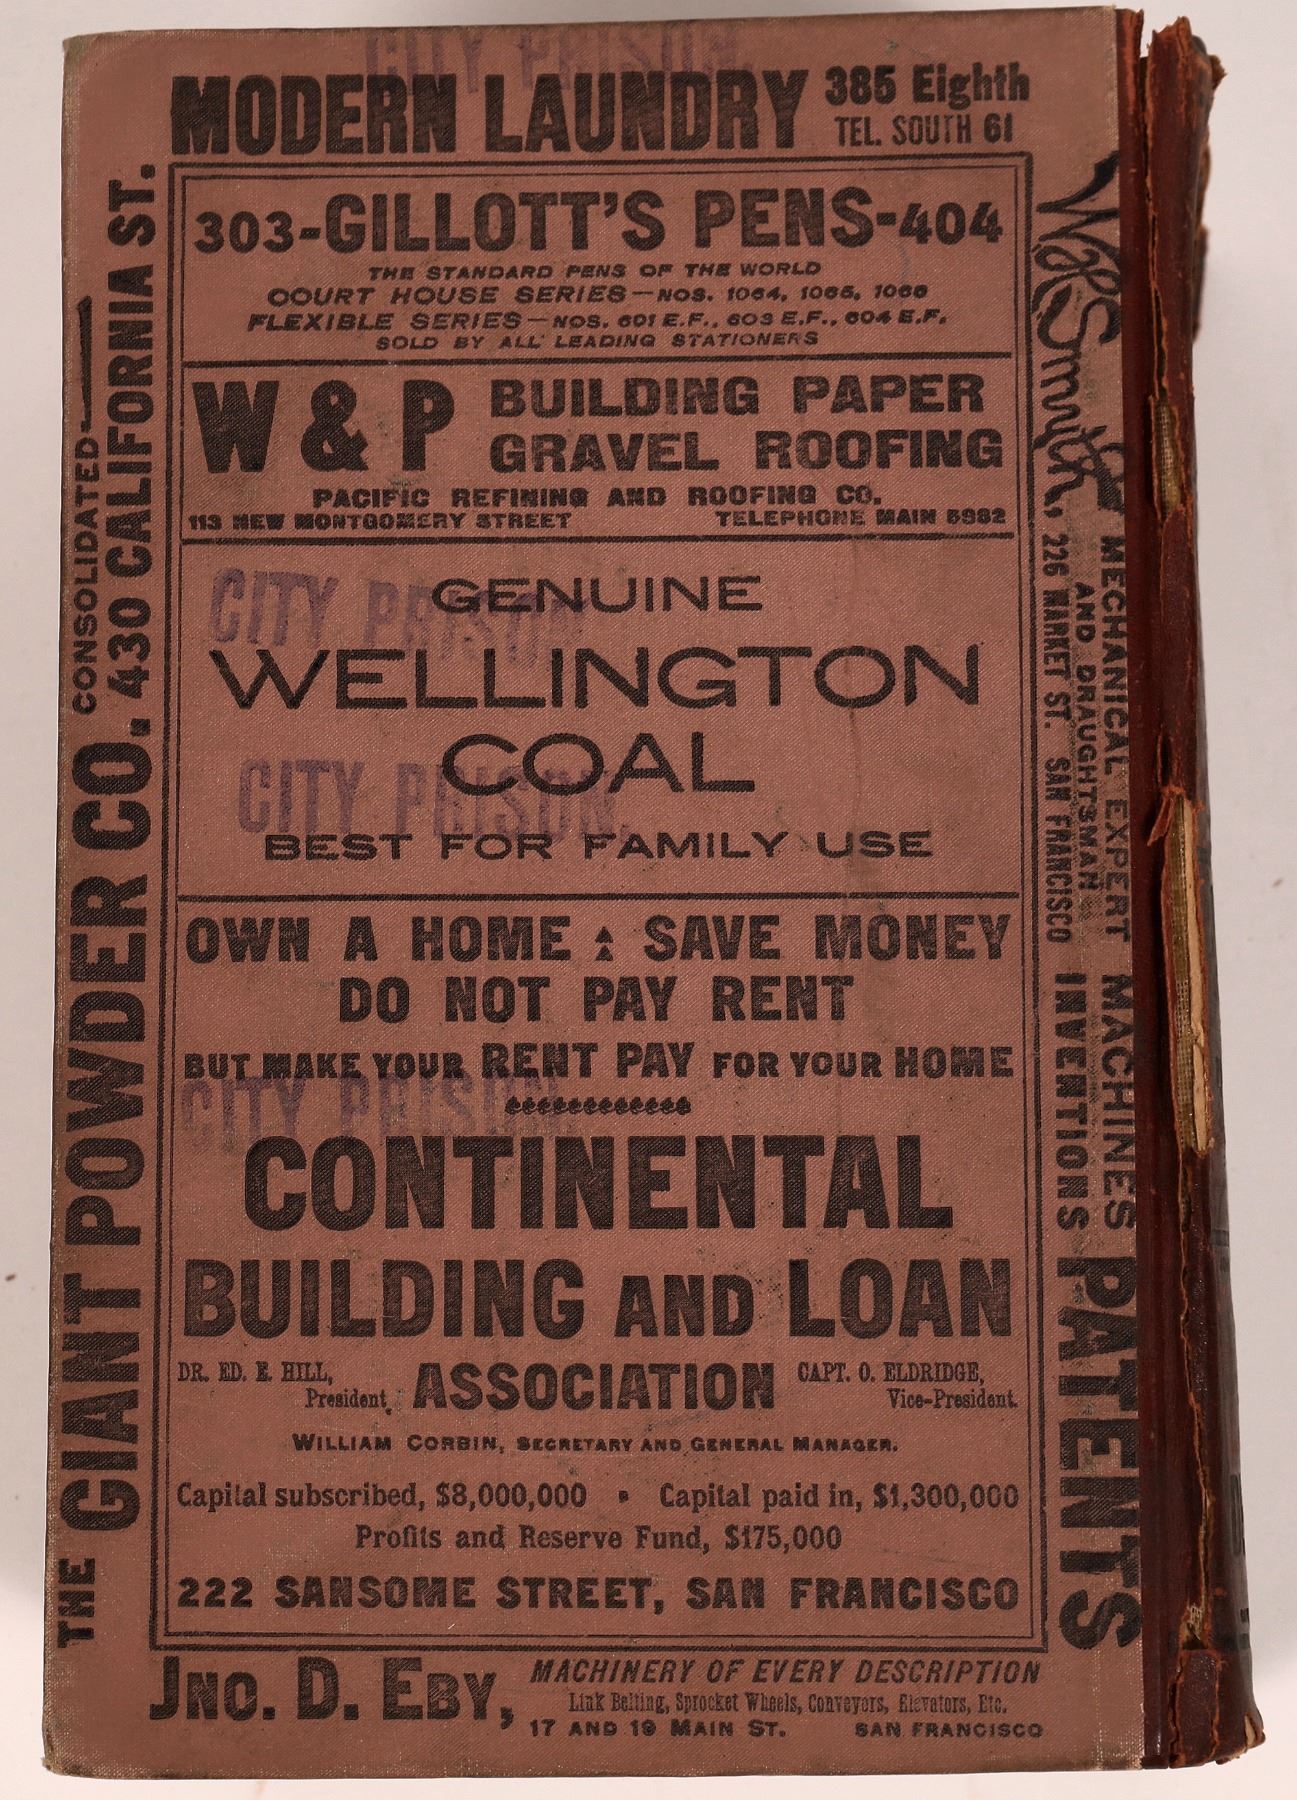 CITY PRISON.
MODERN LAUNDRY 385 Eighth
TEL. SOUTH 61
303-GILLOTT'S PENS-404
THE STANDARD PENS OF THE WORLD
COURT HOUSE SERIES—NOS. 1064, 1065, 1066
FLEXIBLE SERIES—NOS. 601 E.F., 603 E.F., 604 E.F.
SOLD BY ALL LEADING STATIONERS
W & P BUILDING PAPER
GRAVEL ROOFING
PACIFIC REFINING AND ROOFING CO.
113 NEW MONTGOMERY STREET TELEPHONE MAIN 5982
CITY PRISON.
GENUINE
WELLINGTON
COAL
CITY PRISON.
BEST FOR FAMILY USE
OWN A HOME SAVE MONEY
DO NOT PAY RENT
BUT MAKE YOUR RENT PAY FOR YOUR HOME
CITY PRISON.
CONTINENTAL
BUILDING AND LOAN
ASSOCIATION
DR. ED. E. HILL,
President,
CAPT. O. ELDRIDGE,
Vice-President.
WILLIAM CORBIN, SECRETARY AND GENERAL MANAGER.
Capital subscribed, $8,000,000 • Capital paid in, $1,300,000
Profits and Reserve Fund, $175,000
222 SANSOME STREET, SAN FRANCISCO
JNO. D. EBY, MACHINERY OF EVERY DESCRIPTION
Link Belting, Sprocket Wheels, Conveyors, Elevators, Etc.
17 AND 19 MAIN ST. SAN FRANCISCO
THE GIANT POWDER CO. CONSOLIDATED
430 CALIFORNIA ST.
Smyth,
MECHANICAL EXPERT
AND DRAUGHTSMAN
226 MARKET ST. SAN FRANCISCO
MACHINES
INVENTIONS
PATENTS